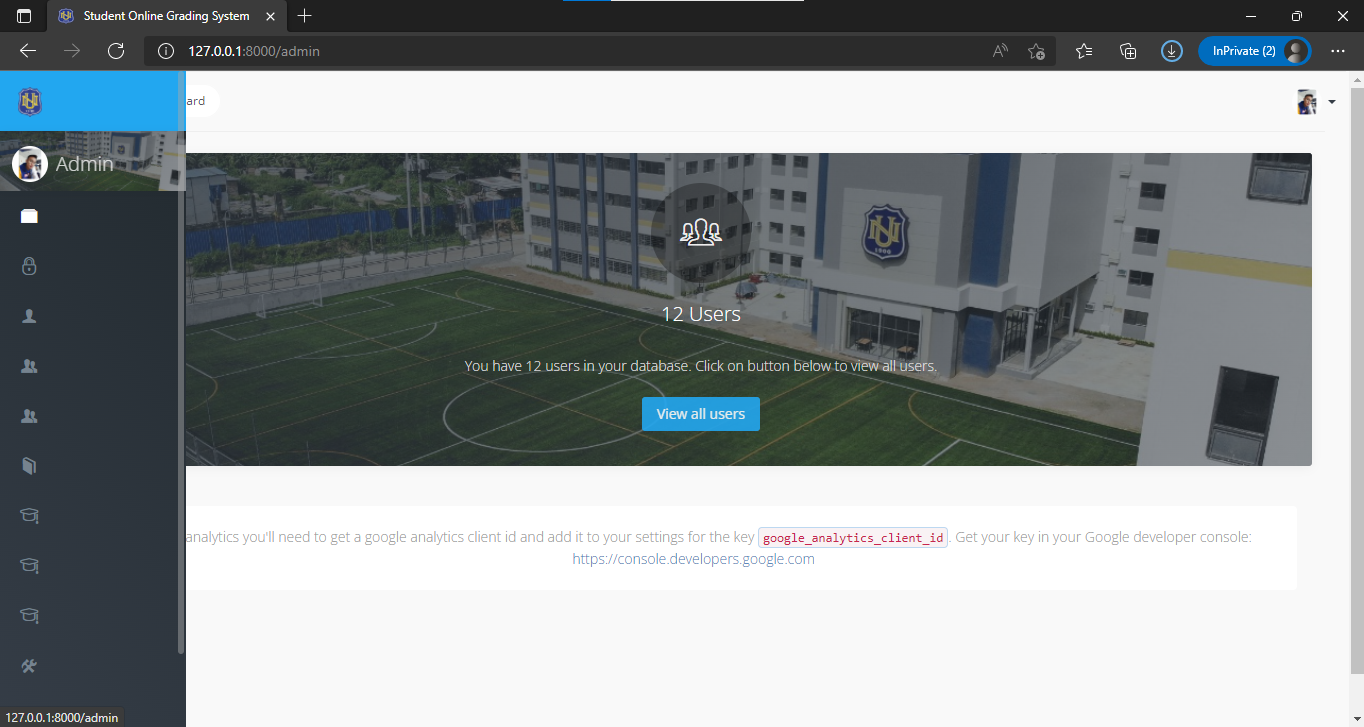 Student Online Grading System
127.0.0.1:8000/admin
InPrivate (2)
ard
Admin
NU
1900
12 Users
You have 12 users in your database. Click on button below to view all users.
View all users
analytics you'll need to get a google analytics client id and add it to your settings for the key google_analytics_client_id. Get your key in your Google developer console:
https://console.developers.google.com
127.0.0.1:8000/admin